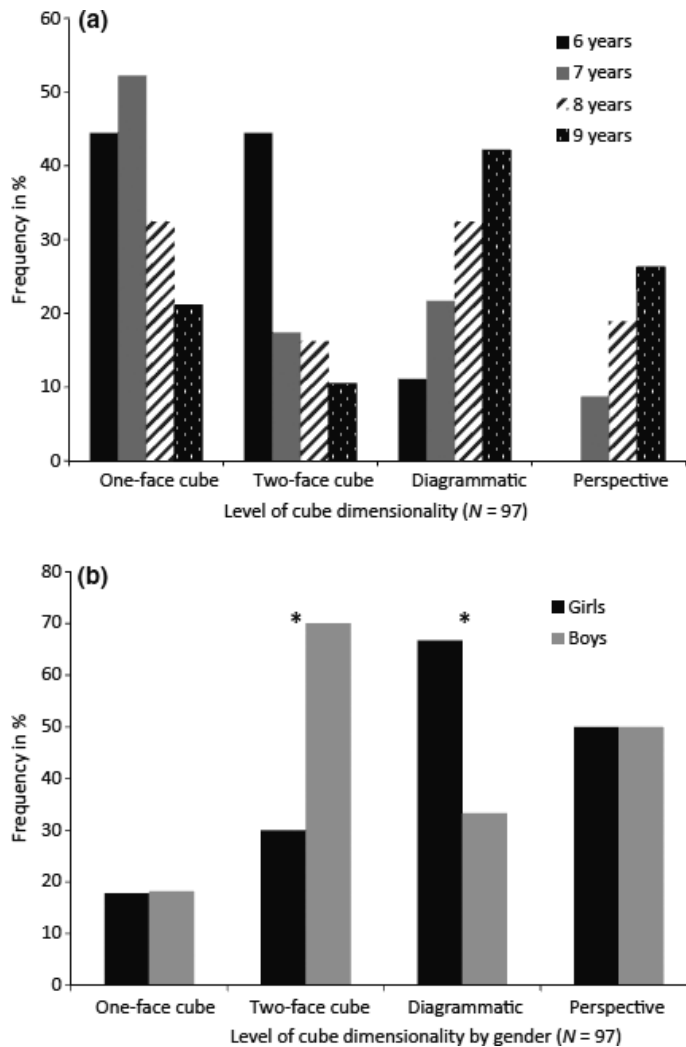 (a)
6 years
7 years
8 years
9 years
Frequency in %
60
50
40
30
20
10
0
One-face cube Two-face cube Diagrammatic Perspective
Level of cube dimensionality (N = 97)
(b)
Girls
Boys
Frequency in %
80
70
60
50
40
30
20
10
0
* *
One-face cube Two-face cube Diagrammatic Perspective
Level of cube dimensionality by gender (N = 97)